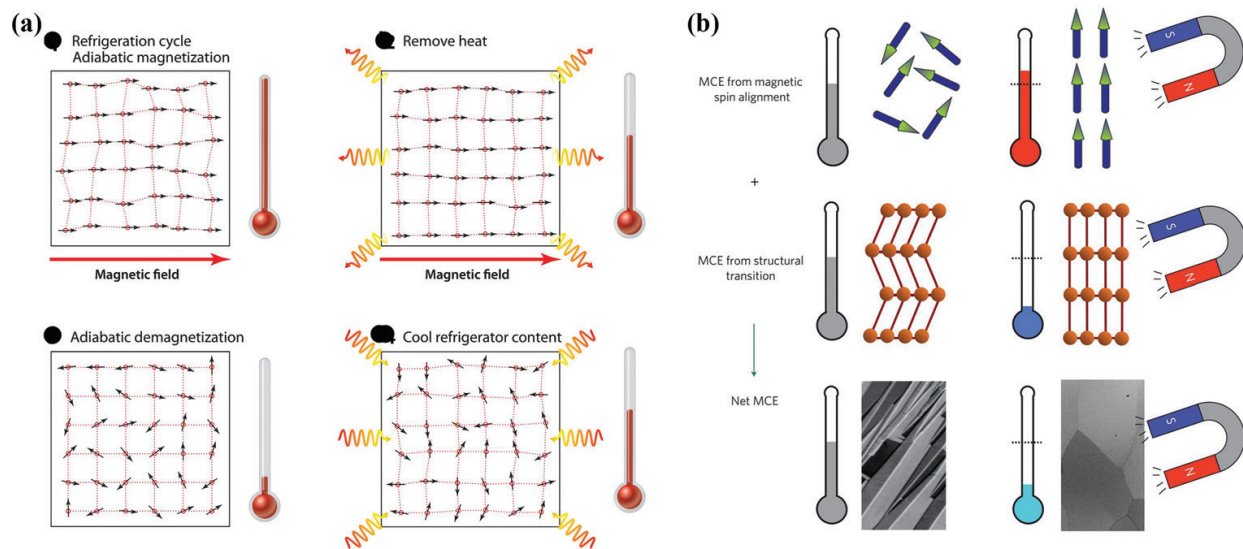 (a)
Refrigeration cycle
Adiabatic magnetization
Magnetic field
2 Remove heat
Magnetic field
Adiabatic demagnetization
Cool refrigerator content
(b)
MCE from magnetic
spin alignment
S
N
+
MCE from structural
transition
S
N
Net MCE
S
N